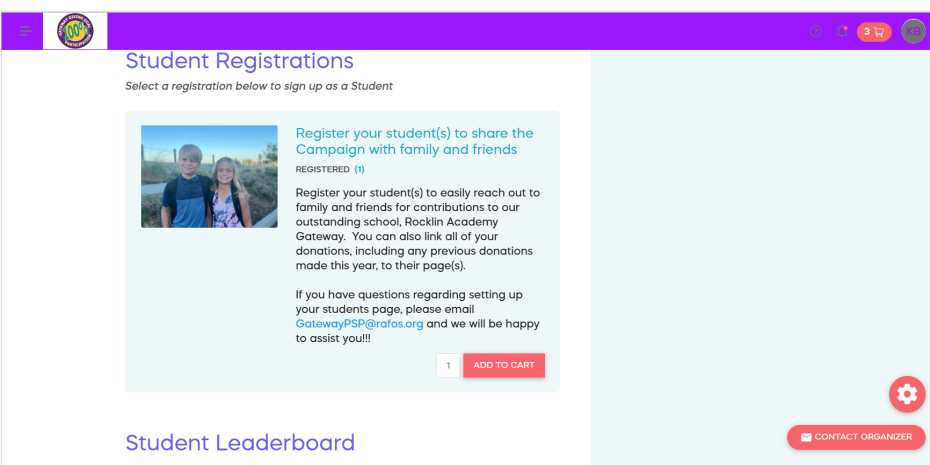 100%
3
KB
Student Registrations
Select a registration below to sign up as a Student
Register your student(s) to share the
Campaign with family and friends
REGISTERED (1)
Register your student(s) to easily reach out to
family and friends for contributions to our
outstanding school, Rocklin Academy
Gateway. You can also link all of your
donations, including any previous donations
made this year, to their page(s).
If you have questions regarding setting up
your students page, please email
GatewayPSP@rafos.org and we will be happy
to assist you!!!
1 ADD TO CART
Student Leaderboard
CONTACT ORGANIZER